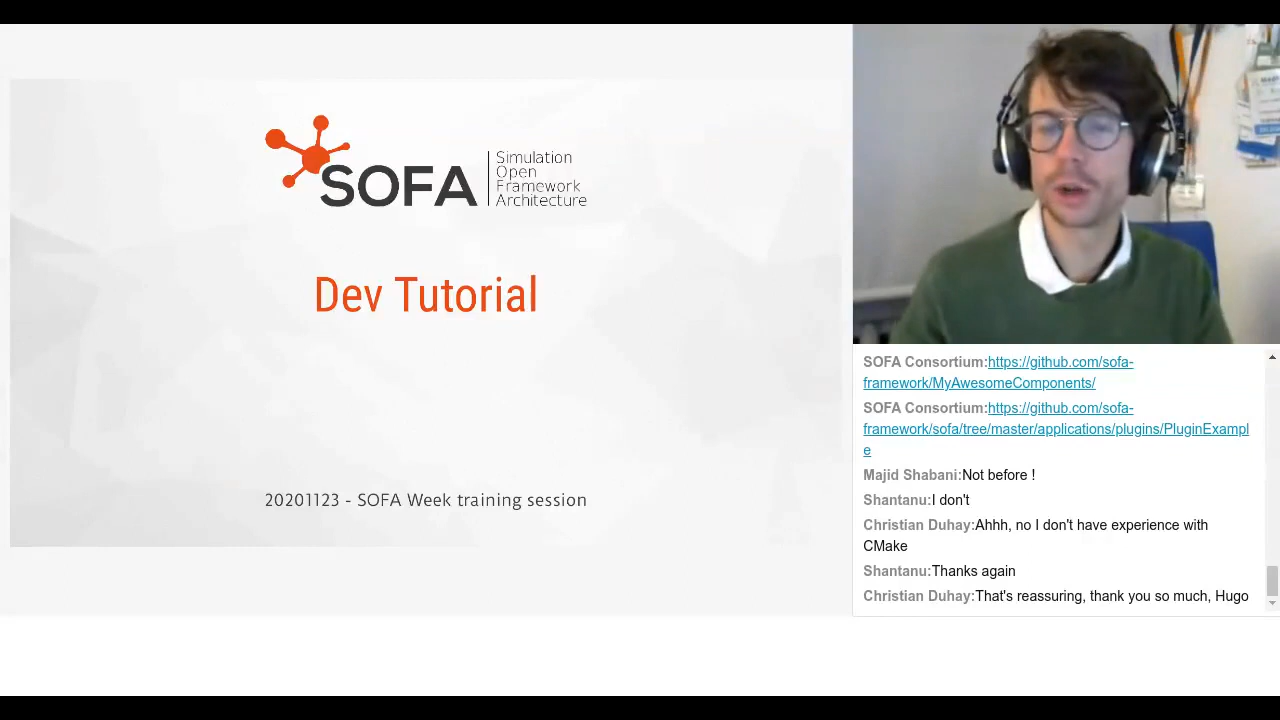 SOFA
Simulation
Open
Framework
Architecture
Dev Tutorial
20201123 - SOFA Week training session
SOFA Consortium:https://github.com/sofa-
framework/MyAwesomeComponents/
SOFA Consortium:https://github.com/sofa-
framework/sofa/tree/master/applications/plugins/PluginExampl
e
Majid Shabani:Not before !
Shantanu:I don't
Christian Duhay:Ahhh, no I don't have experience with
CMake
Shantanu:Thanks again
Christian Duhay:That's reassuring, thank you so much, Hugo